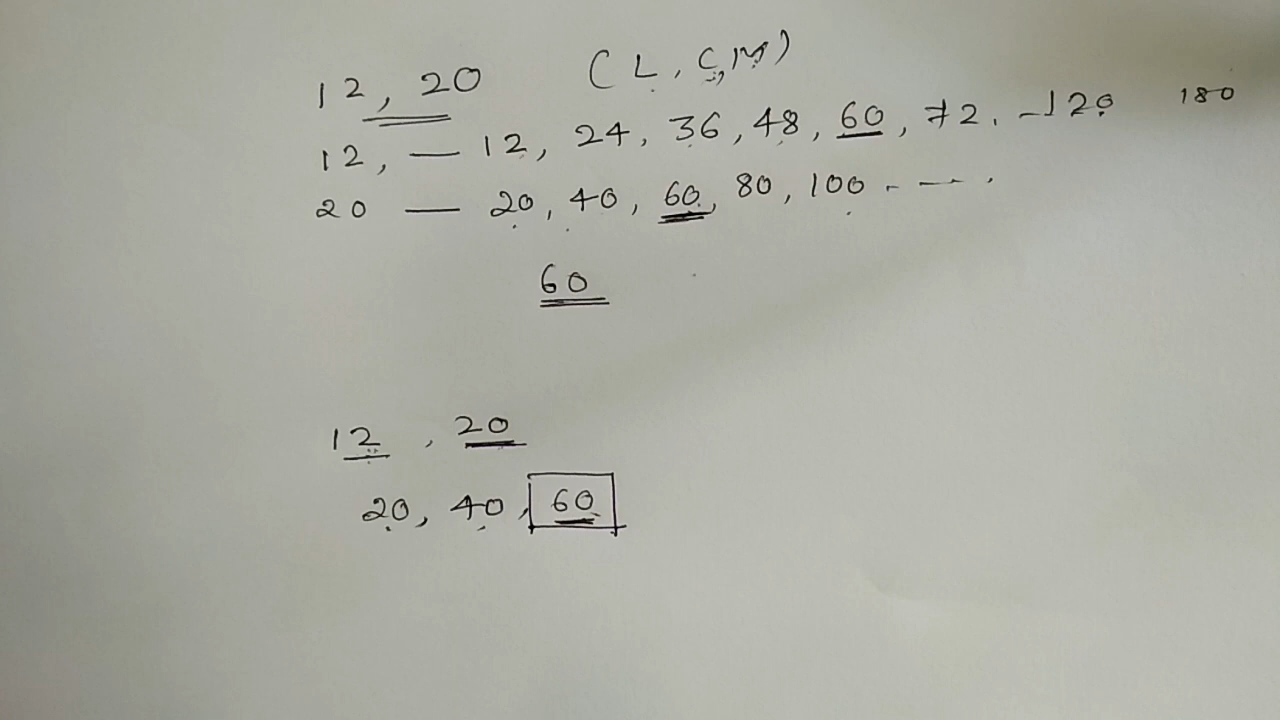 12, 20 (L.C.M)
12, — 12, 24, 36, 48, 60, 72. - 120 180
20 — 20, 40, 60, 80, 100 - — .
60
12 , 20
20, 40, 60